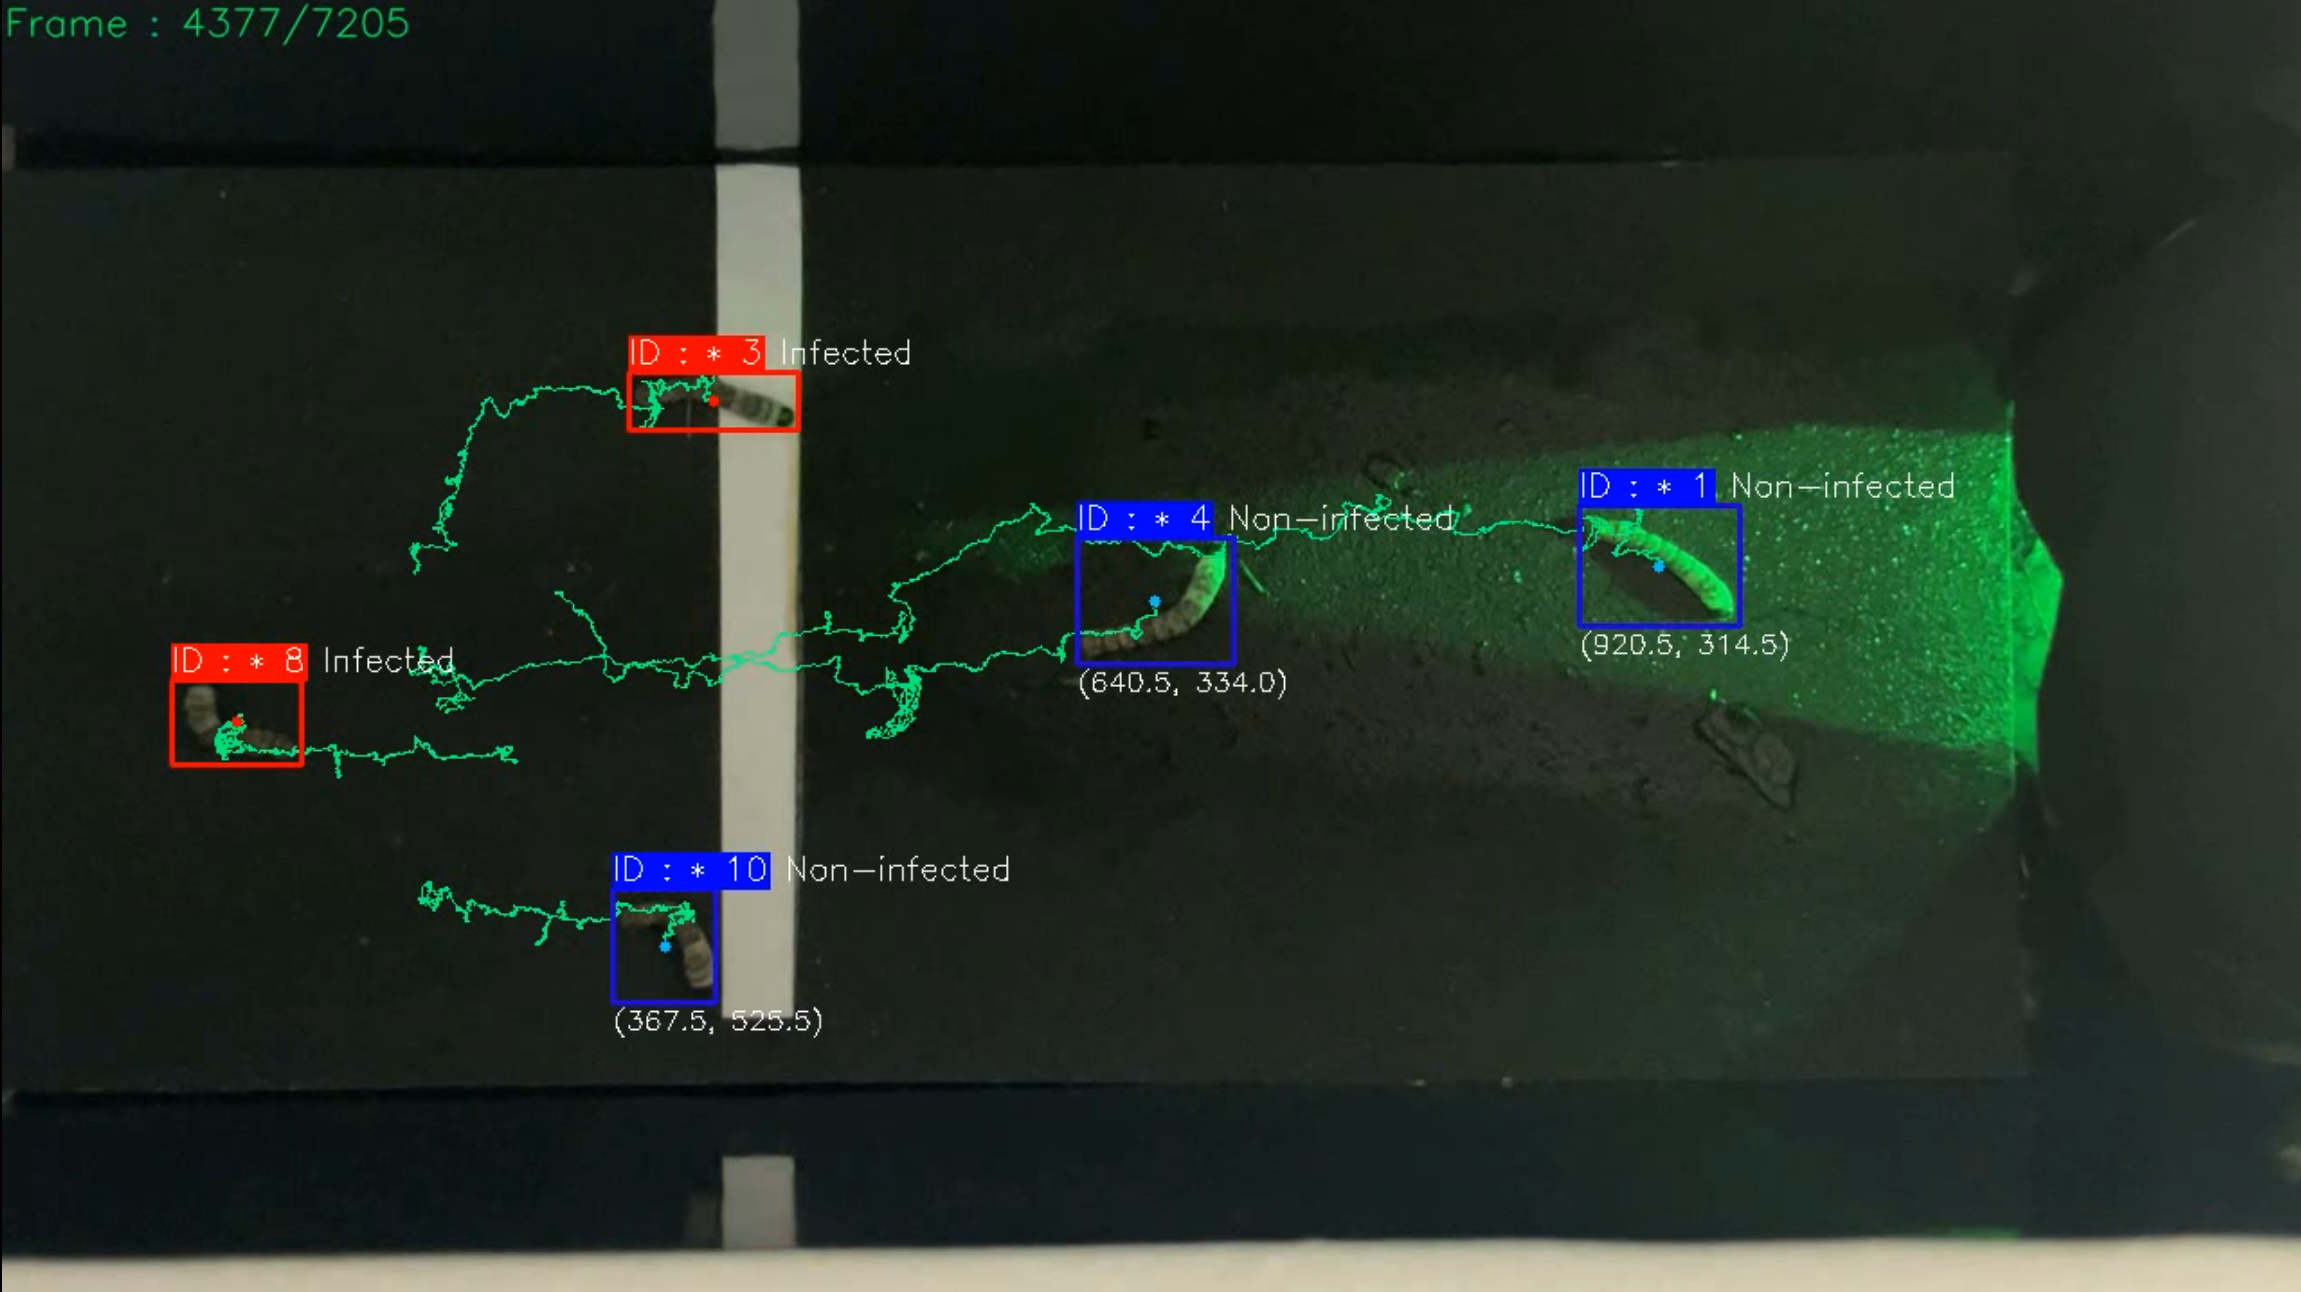 Frame : 4377/7205
ID : * 3 Infected
ID : * 1 Non-infected
(920.5, 314.5)
ID : * 4 Non-infected
(640.5, 334.0)
ID : * 8 Infected
ID : * 10 Non-infected
(367.5, 525.5)